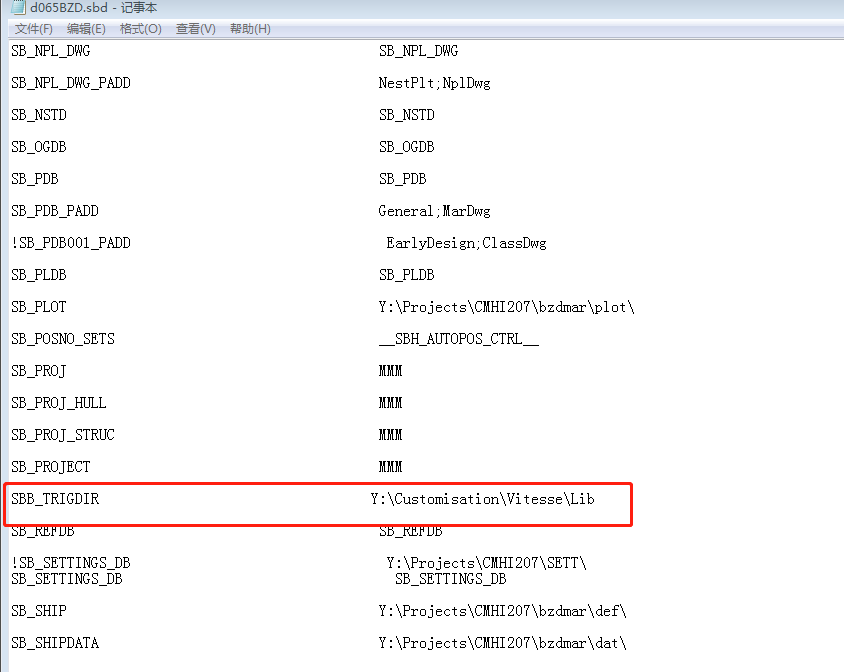 d065BZD.sbd - 记事本
文件(F) 编辑(E) 格式(O) 查看(V) 帮助(H)
SB_NPL_DWG SB_NPL_DWG
SB_NPL_DWG_PADD NestPlt;NplDwg
SB_NSTD SB_NSTD
SB_OGDB SB_OGDB
SB_PDB SB_PDB
SB_PDB_PADD General;MarDwg
!SB_PDB001_PADD EarlyDesign;ClassDwg
SB_PLDB SB_PLDB
SB_PLOT Y:\Projects\CMHI207\bzdmar\plot\
SB_POSNO_SETS __SBH_AUTOPOS_CTRL__
SB_PROJ MMM
SB_PROJ_HULL MMM
SB_PROJ_STRUC MMM
SB_PROJECT MMM
SBB_TRIGDIR Y:\Customisation\Vitesse\Lib
SB_REFDB SB_REFDB
!SB_SETTINGS_DB Y:\Projects\CMHI207\SETT\
SB_SETTINGS_DB SB_SETTINGS_DB
SB_SHIP Y:\Projects\CMHI207\bzdmar\def\
SB_SHIPDATA Y:\Projects\CMHI207\bzdmar\dat\